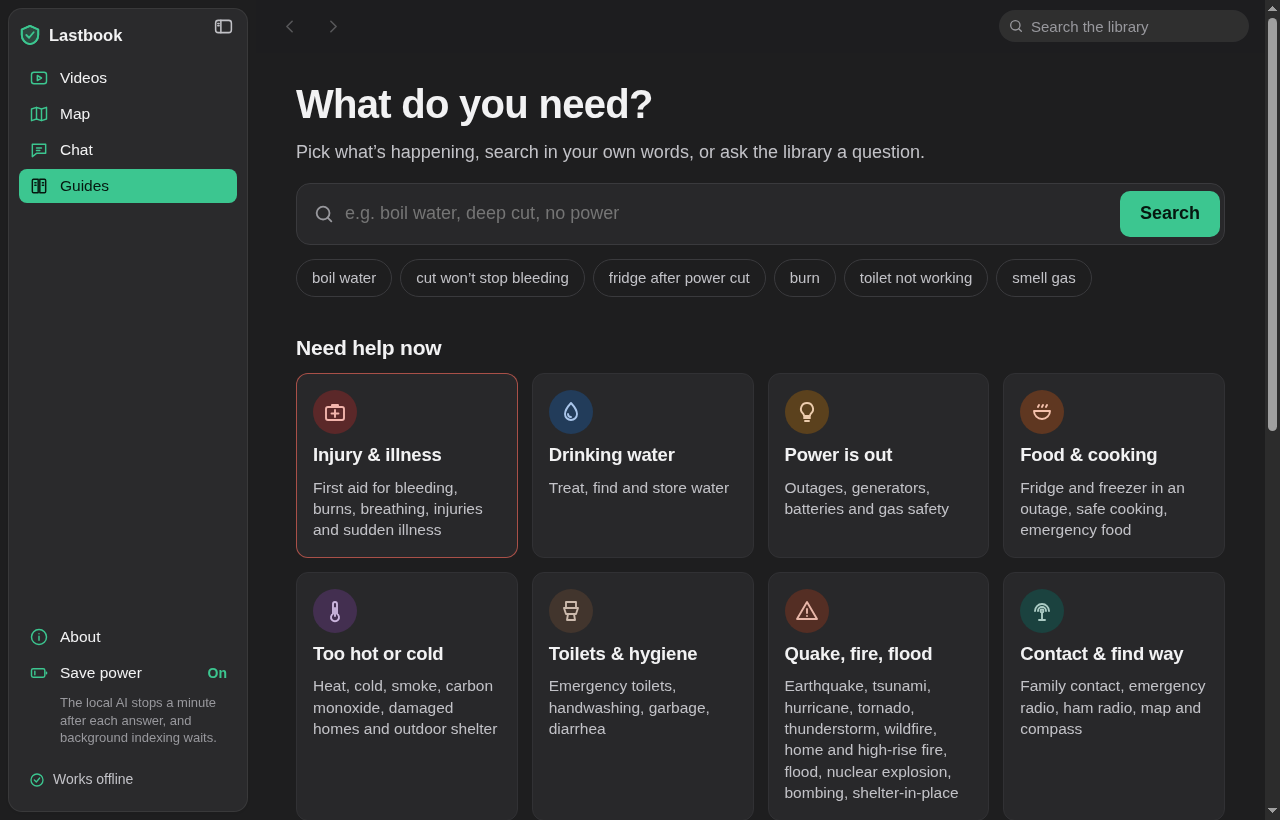 Lastbook
Videos
Map
Chat
Guides
About
Save power On
The local AI stops a minute
after each answer, and
background indexing waits.
Works offline
Search the library
What do you need?
Pick what’s happening, search in your own words, or ask the library a question.
e.g. boil water, deep cut, no power
Search
boil water
cut won’t stop bleeding
fridge after power cut
burn
toilet not working
smell gas
Need help now
Injury & illness
First aid for bleeding,
burns, breathing, injuries
and sudden illness
Drinking water
Treat, find and store water
Power is out
Outages, generators,
batteries and gas safety
Food & cooking
Fridge and freezer in an
outage, safe cooking,
emergency food
Too hot or cold
Heat, cold, smoke, carbon
monoxide, damaged
homes and outdoor shelter
Toilets & hygiene
Emergency toilets,
handwashing, garbage,
diarrhea
Quake, fire, flood
Earthquake, tsunami,
hurricane, tornado,
thunderstorm, wildfire,
home and high-rise fire,
flood, nuclear explosion,
bombing, shelter-in-place
Contact & find way
Family contact, emergency
radio, ham radio, map and
compass